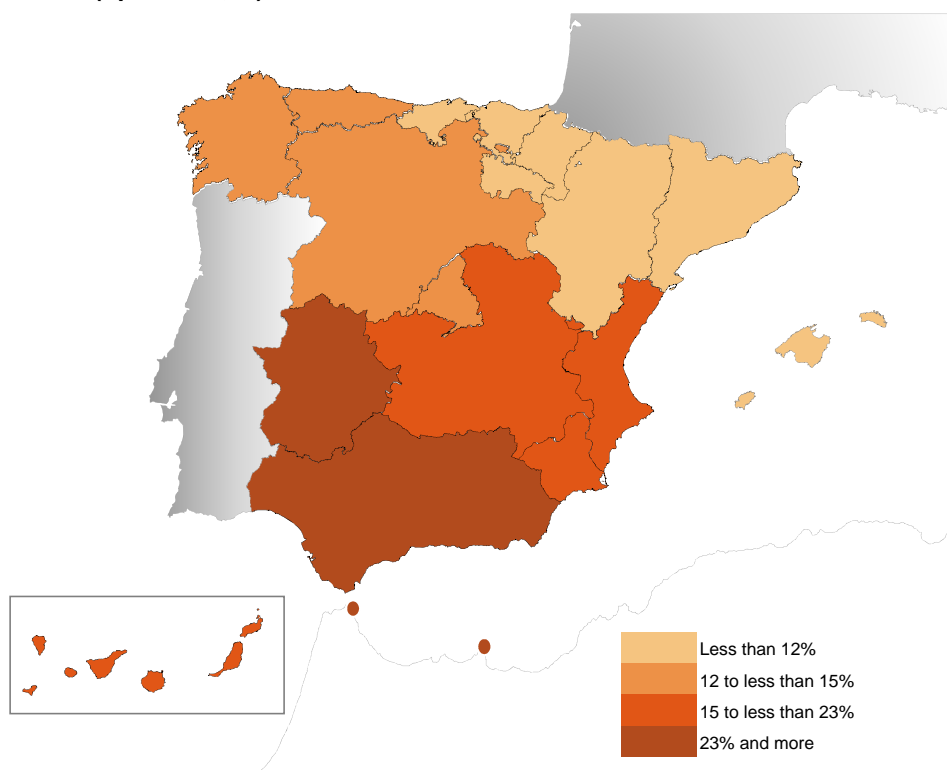 Less than 12%
12 to less than 15%
15 to less than 23%
23% and more